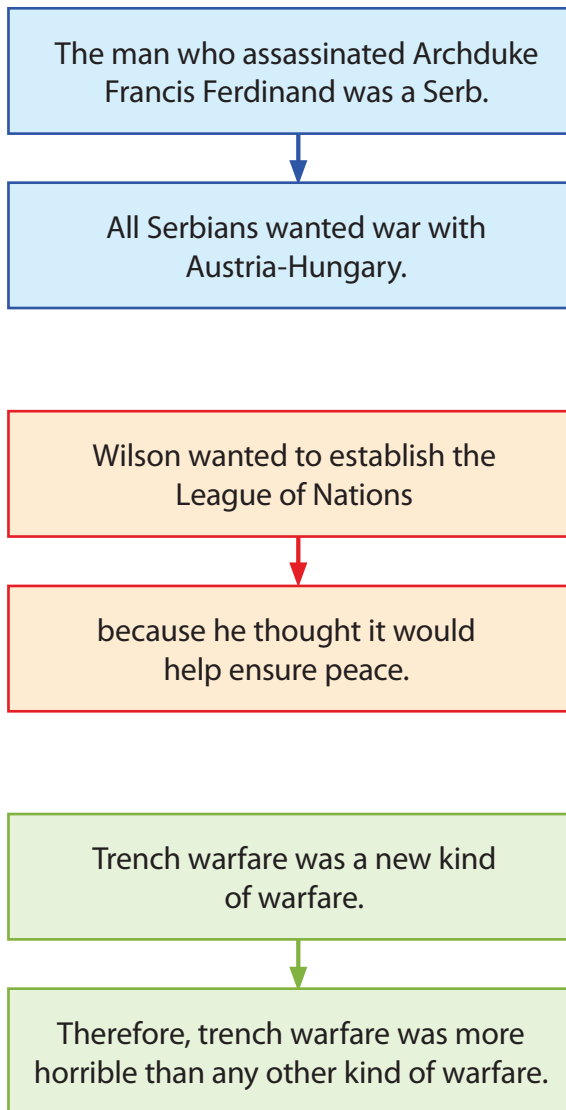 The man who assassinated Archduke
Francis Ferdinand was a Serb.
All Serbians wanted war with
Austria-Hungary.
Wilson wanted to establish the
League of Nations
because he thought it would
help ensure peace.
Trench warfare was a new kind
of warfare.
Therefore, trench warfare was more
horrible than any other kind of warfare.